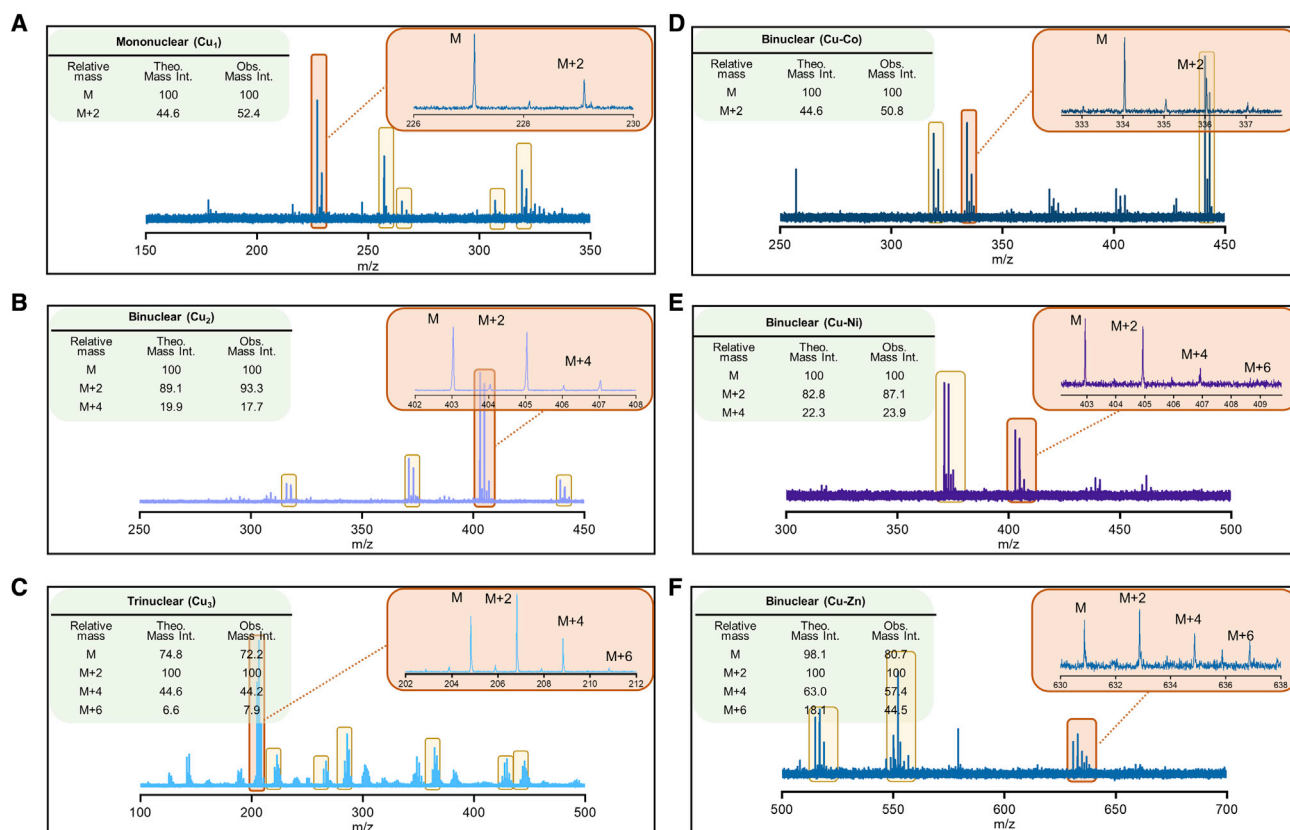 A
Mononuclear (Cu1)
Relative mass Theo. Mass Int. Obs. Mass Int.
M 100 100
M+2 44.6 52.4
M
M+2
226 228 230
150 200 250 300 350
m/z
B
Binuclear (Cu2)
Relative mass Theo. Mass Int. Obs. Mass Int.
M 100 100
M+2 89.1 93.3
M+4 19.9 17.7
M M+2
M+4
402 403 404 405 406 407 408
250 300 350 400 450
m/z
C
Trinuclear (Cu3)
Relative mass Theo. Mass Int. Obs. Mass Int.
M 74.8 72.2
M+2 100 100
M+4 44.6 44.2
M+6 6.6 7.9
M M+2
M+4
M+6
202 204 206 208 210 212
100 200 300 400 500
m/z
D
Binuclear (Cu-Co)
Relative mass Theo. Mass Int. Obs. Mass Int.
M 100 100
M+2 44.6 50.8
M
M+2
333 334 335 336 337
250 300 350 400 450
m/z
E
Binuclear (Cu-Ni)
Relative mass Theo. Mass Int. Obs. Mass Int.
M 100 100
M+2 82.8 87.1
M+4 22.3 23.9
M M+2
M+4
M+6
403 404 405 406 407 408 409
300 350 400 450 500
m/z
F
Binuclear (Cu-Zn)
Relative mass Theo. Mass Int. Obs. Mass Int.
M 98.1 80.7
M+2 100 100
M+4 63.0 57.4
M+6 18.1 44.5
M M+2
M+4
M+6
630 632 634 636 638
500 550 600 650 700
m/z